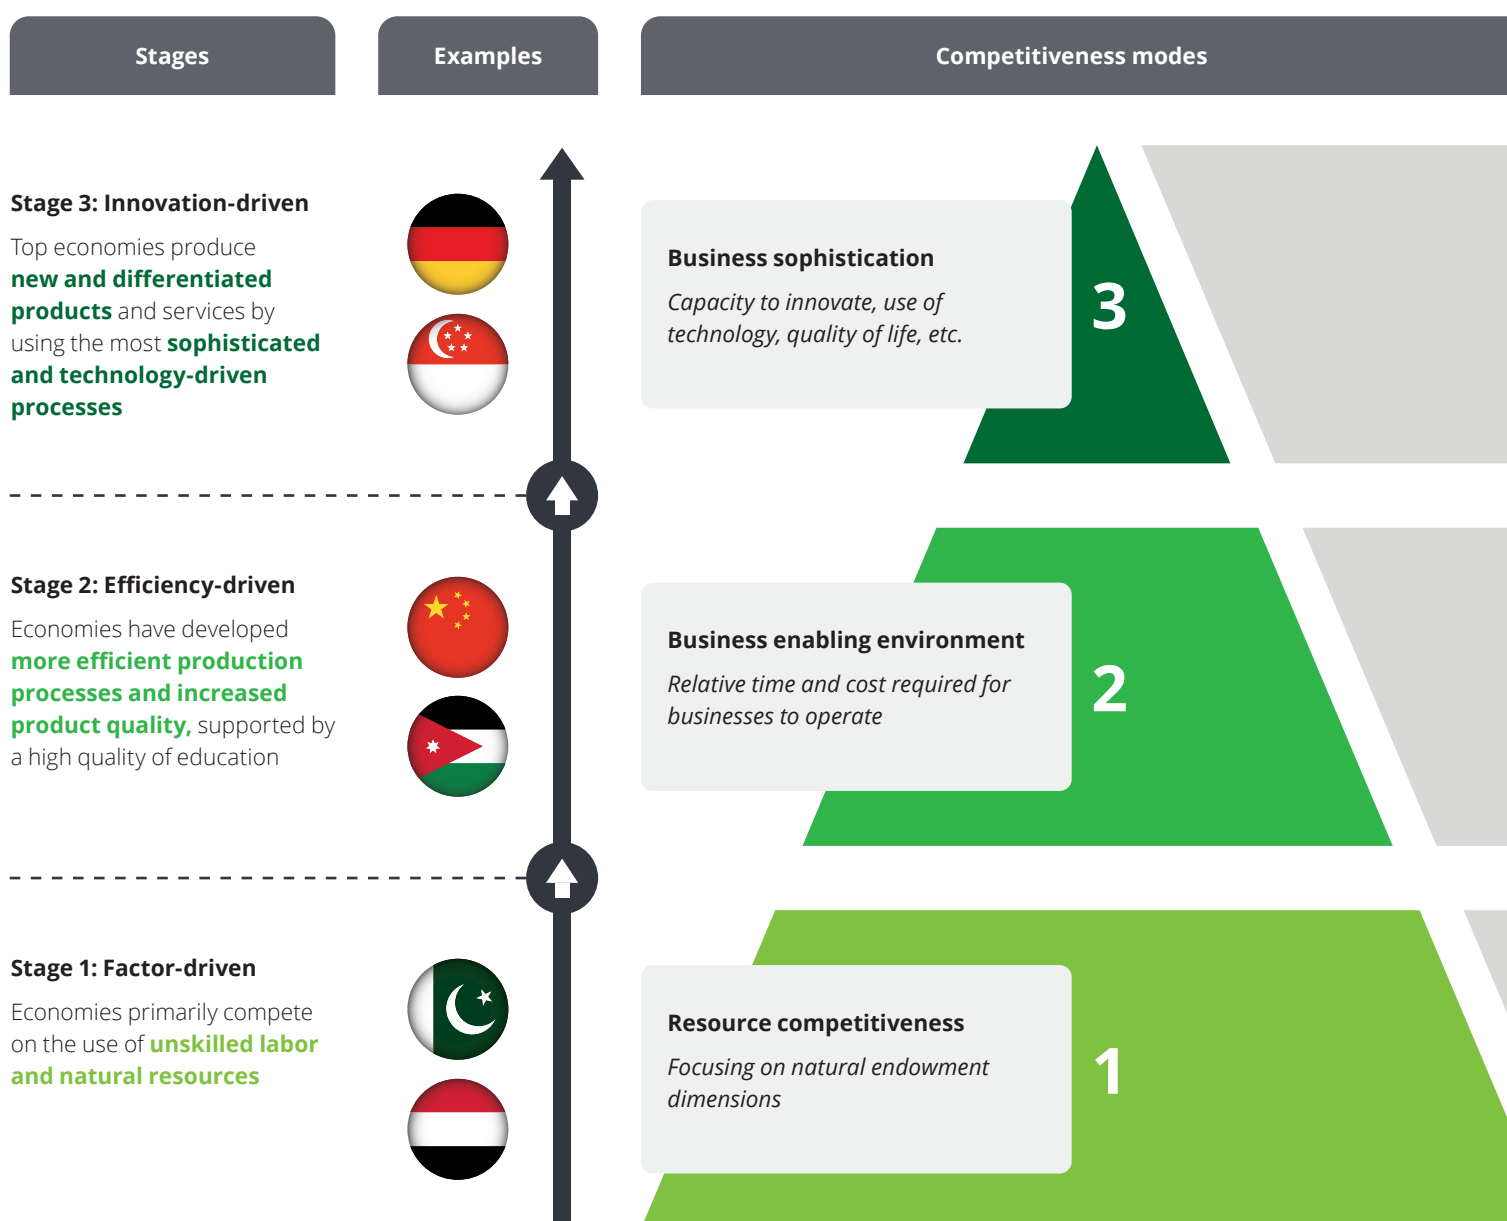 Stages
Examples
Competitiveness modes
Stage 3: Innovation-driven
Top economies produce
new and differentiated
products and services by
using the most sophisticated
and technology-driven
processes
Business sophistication
Capacity to innovate, use of
technology, quality of life, etc.
3
Stage 2: Efficiency-driven
Economies have developed
more efficient production
processes and increased
product quality, supported by
a high quality of education
Business enabling environment
Relative time and cost required for
businesses to operate
2
Stage 1: Factor-driven
Economies primarily compete
on the use of unskilled labor
and natural resources
Resource competitiveness
Focusing on natural endowment
dimensions
1